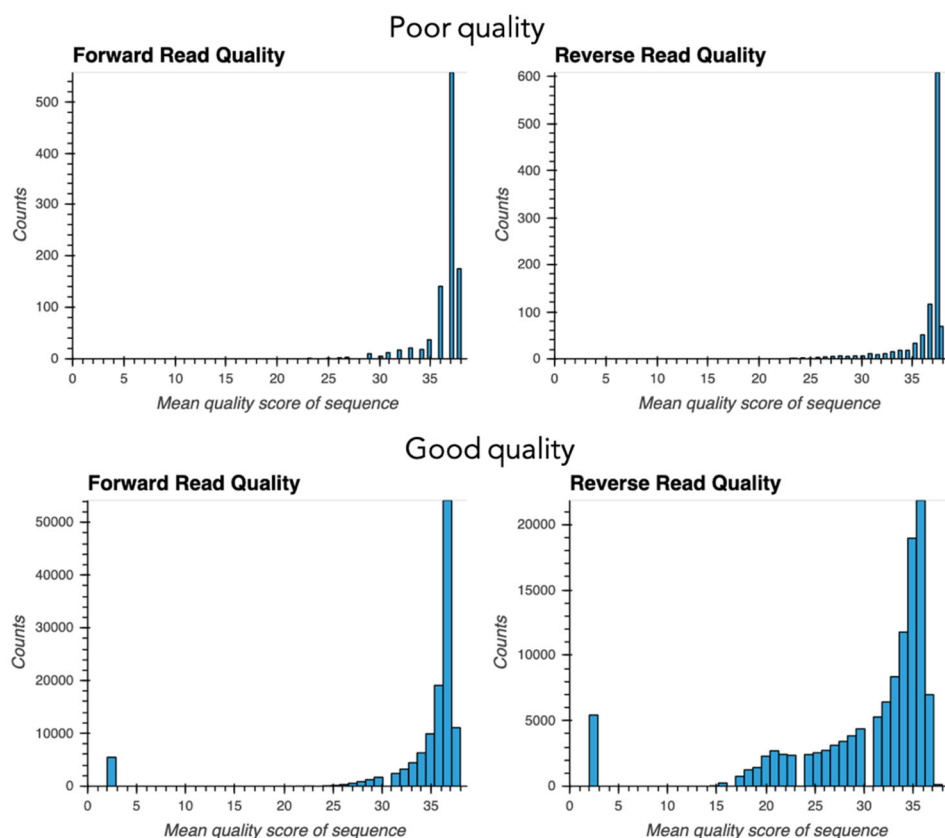 Poor quality
Forward Read Quality
500
400
300
200
100
0
Counts
0 5 10 15 20 25 30 35
Mean quality score of sequence
Reverse Read Quality
600
500
400
300
200
100
0
Counts
0 5 10 15 20 25 30 35
Mean quality score of sequence
Good quality
Forward Read Quality
50000
40000
30000
20000
10000
0
Counts
0 5 10 15 20 25 30 35
Mean quality score of sequence
Reverse Read Quality
20000
15000
10000
5000
0
Counts
0 5 10 15 20 25 30 35
Mean quality score of sequence